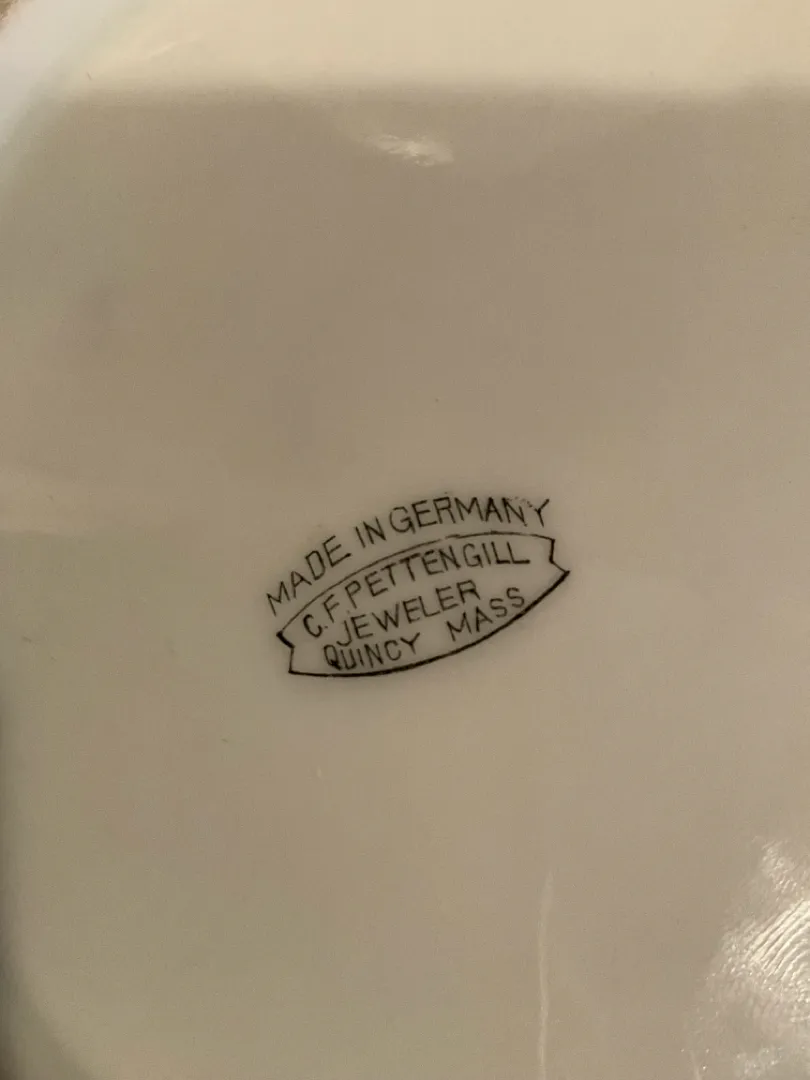 MADE IN GERMANY
C.F. PETTENGILL
JEWELER
QUINCY MASS